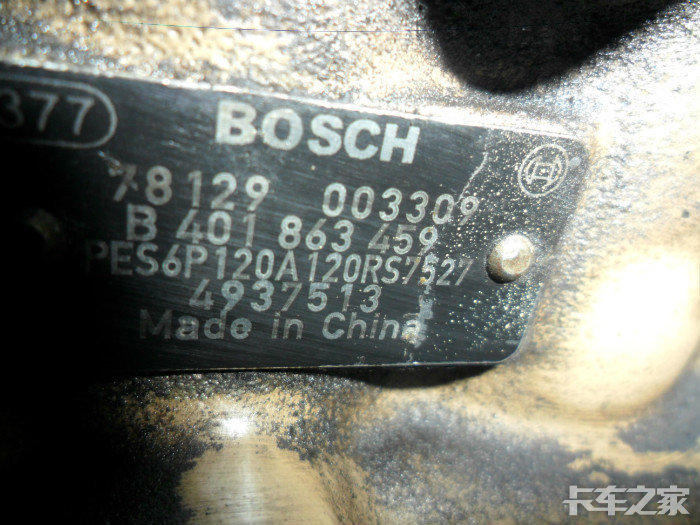 377
BOSCH
78129 003309
B 401 863 459
PES6P120A120RS7527
4937513
Made in China
卡车之家